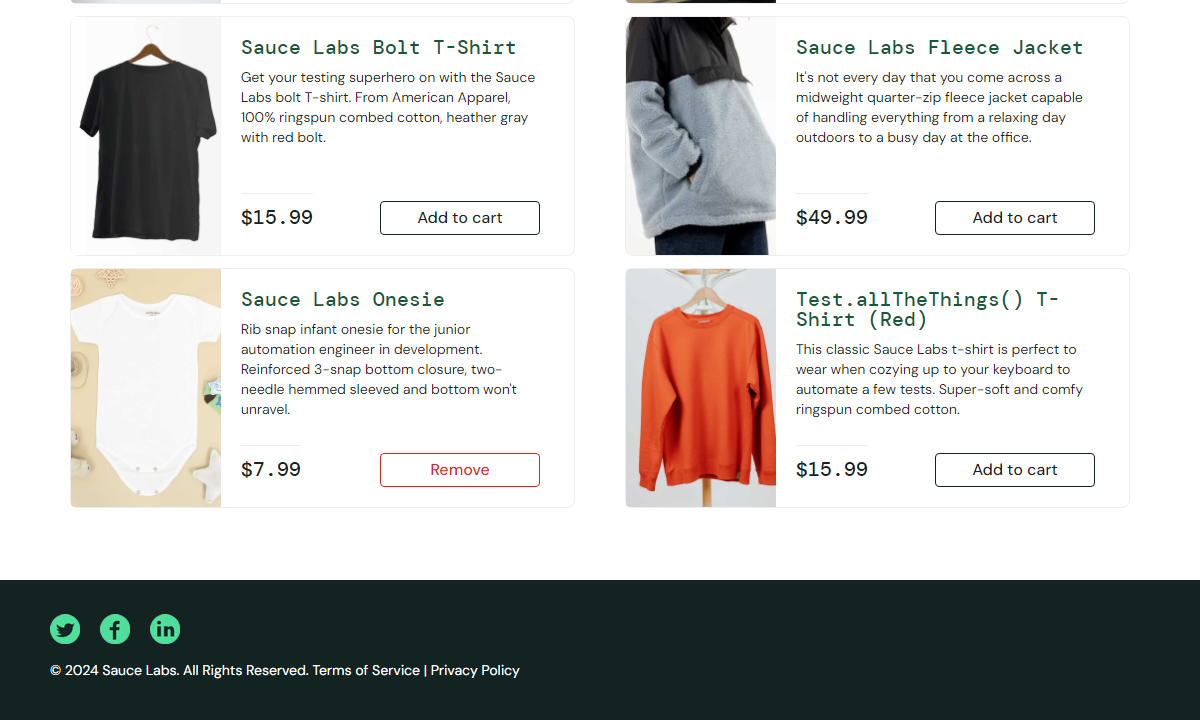 Sauce Labs Bolt T-Shirt
Get your testing superhero on with the Sauce
Labs bolt T-shirt. From American Apparel,
100% ringspun combed cotton, heather gray
with red bolt.
$15.99
Add to cart
Sauce Labs Fleece Jacket
It's not every day that you come across a
midweight quarter-zip fleece jacket capable
of handling everything from a relaxing day
outdoors to a busy day at the office.
$49.99
Add to cart
Sauce Labs Onesie
Rib snap infant onesie for the junior
automation engineer in development.
Reinforced 3-snap bottom closure, two-
needle hemmed sleeved and bottom won't
unravel.
$7.99
Remove
Test.allTheThings() T-
Shirt (Red)
This classic Sauce Labs t-shirt is perfect to
wear when cozying up to your keyboard to
automate a few tests. Super-soft and comfy
ringspun combed cotton.
$15.99
Add to cart
© 2024 Sauce Labs. All Rights Reserved. Terms of Service | Privacy Policy